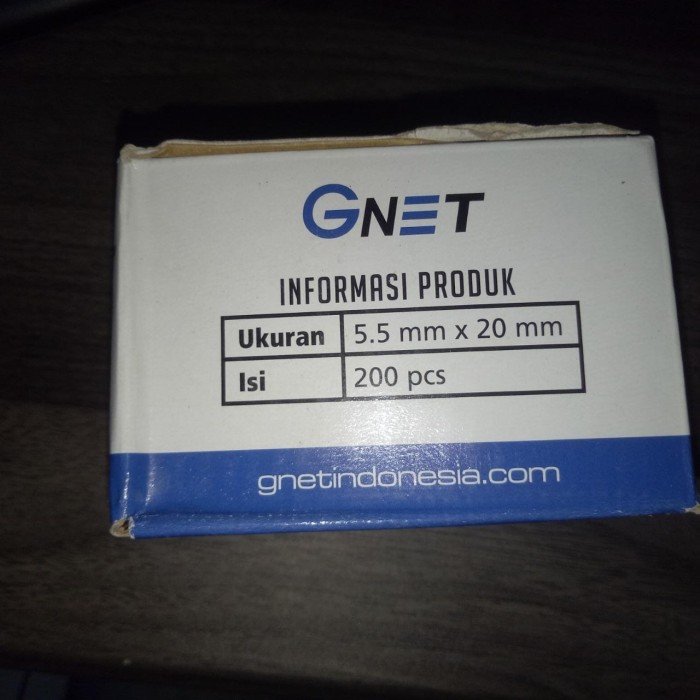 GNET
INFORMASI PRODUK
Ukuran 5.5 mm x 20 mm
Isi 200 pcs
gnetindonesia.com